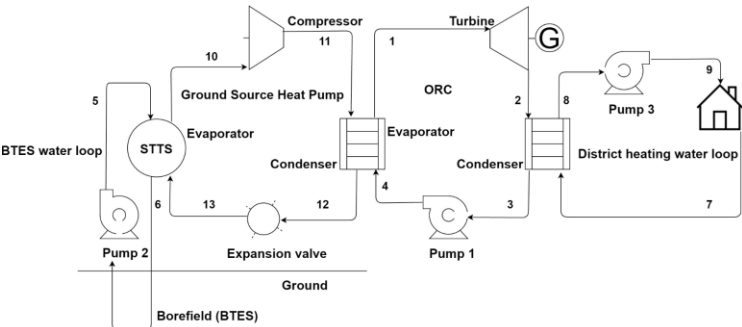 Compressor
Turbine
10
11
1
G
9
5
Ground Source Heat Pump
ORC
2
8
Pump 3
Evaporator
Evaporator
BTES water loop
STTS
Condenser
Condenser
District heating water loop
4
6
13
12
3
7
Pump 2
Expansion valve
Pump 1
Ground
Borefield (BTES)